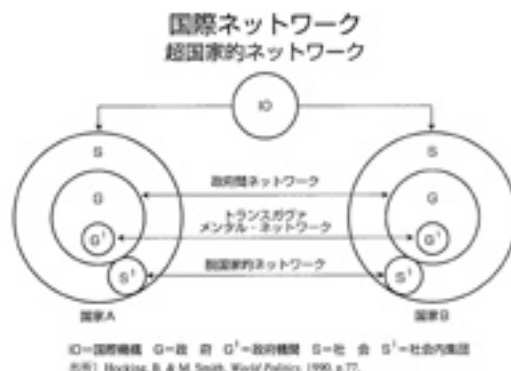 国際ネットワーク
超国家的ネットワーク
IO
S
S
政府間ネットワーク
G
G
トランスガヴァ
メンタル・ネットワーク
G¹
G¹
脱国家的ネットワーク
S¹
S¹
国家A
国家B
IO=国際機構 G=政 府 G¹=政府機関 S=社 会 S¹=社会内集団
出所) Hocking, B. & M. Smith, World Politics, 1990, p.77.